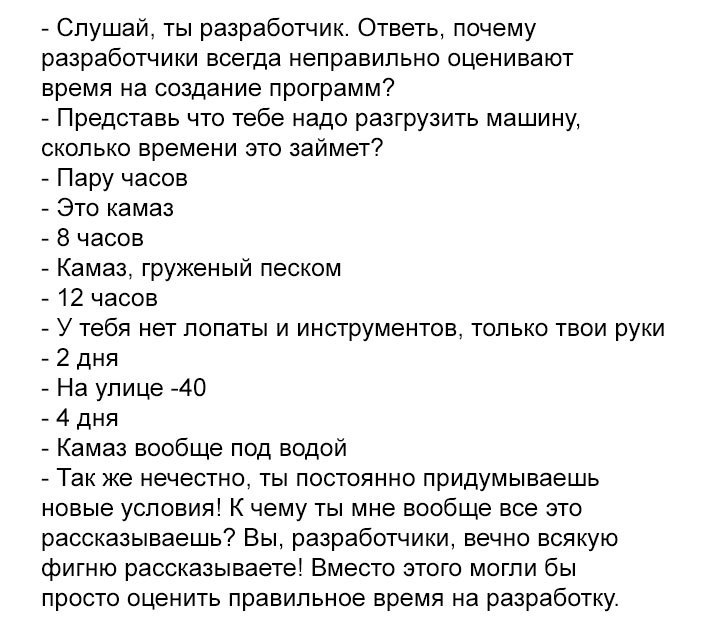 - Слушай, ты разработчик. Ответь, почему
разработчики всегда неправильно оценивают
время на создание программ?
- Представь что тебе надо разгрузить машину,
сколько времени это займет?
- Пару часов
- Это камаз
- 8 часов
- Камаз, груженый песком
- 12 часов
- У тебя нет лопаты и инструментов, только твои руки
- 2 дня
- На улице -40
- 4 дня
- Камаз вообще под водой
- Так же нечестно, ты постоянно придумываешь
новые условия! К чему ты мне вообще все это
рассказываешь? Вы, разработчики, вечно всякую
фигню рассказываете! Вместо этого могли бы
просто оценить правильное время на разработку.